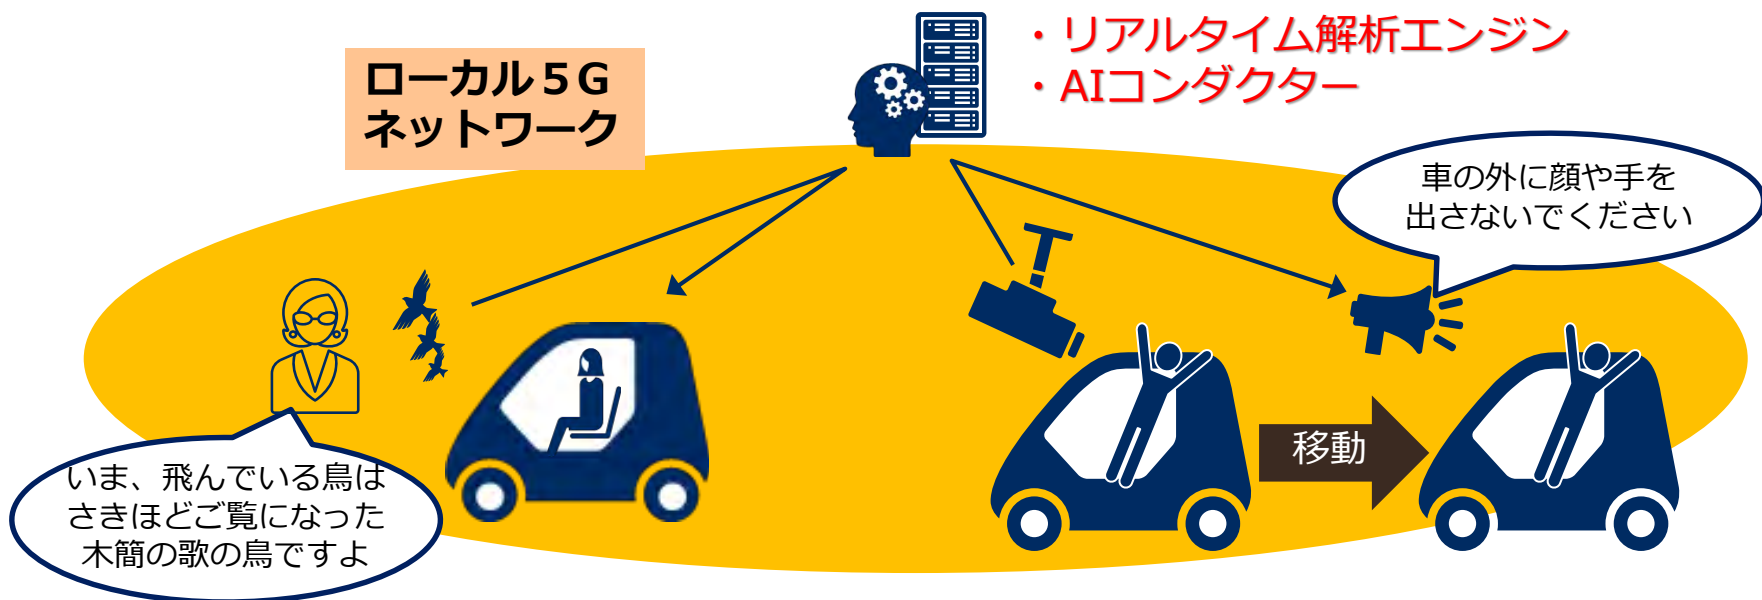 ローカル５G
ネットワーク
・リアルタイム解析エンジン
・AIコンダクター
車の外に顔や手を
出さないでください
いま、飛んでいる鳥は
さきほどご覧になった
木簡の歌の鳥ですよ
移動